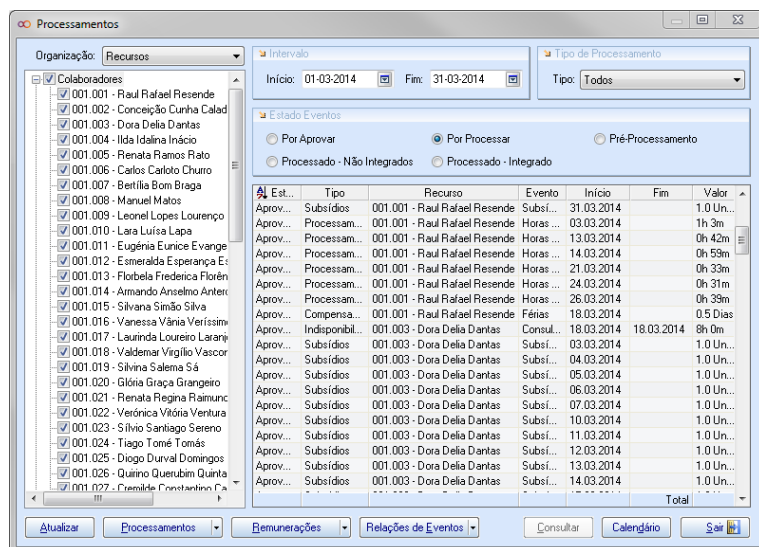 Processamentos
Organização: Recursos
Colaboradores
001.001 - Raul Rafael Resende
001.002 - Conceição Cunha Calad
001.003 - Dora Delia Dantas
001.004 - Ilda Idalina Inácio
001.005 - Renata Ramos Rato
001.006 - Carlos Carloto Churro
001.007 - Bertília Bom Braga
001.008 - Manuel Matos
001.009 - Leonel Lopes Lourenço
001.010 - Lara Luísa Lapa
001.011 - Eugénia Eunice Evange
001.012 - Esmeralda Esperança Es
001.013 - Florbela Frederica Florên
001.014 - Armando Anselmo Anter
001.015 - Silvana Simão Silva
001.016 - Vanessa Vânia Veríssim
001.017 - Laurinda Loureiro Laranj
001.018 - Valdemar Virgílio Vascor
001.019 - Silvina Salema Sá
001.020 - Glória Graça Grangeiro
001.021 - Renata Regina Raimund
001.022 - Verónica Vitória Ventura
001.023 - Sílvio Santiago Sereno
001.024 - Tiago Tomé Tomás
001.025 - Diogo Durval Domingos
001.026 - Quirino Querubim Quinta
001.027 - Cremilde Constantino Ca
Intervalo
Início: 01-03-2014 Fim: 31-03-2014
Tipo de Processamento
Tipo: Todos
Estado Eventos
Por Aprovar Por Processar Pré-Processamento
Processado - Não Integrados Processado - Integrado
Est... Tipo Recurso Evento Início Fim Valor
Aprov... Subsídios 001.001 - Raul Rafael Resende Subsí... 31.03.2014 1.0 Un...
Aprov... Processam... 001.001 - Raul Rafael Resende Horas ... 03.03.2014 1h 3m
Aprov... Processam... 001.001 - Raul Rafael Resende Horas ... 13.03.2014 0h 42m
Aprov... Processam... 001.001 - Raul Rafael Resende Horas ... 14.03.2014 0h 59m
Aprov... Processam... 001.001 - Raul Rafael Resende Horas ... 21.03.2014 0h 33m
Aprov... Processam... 001.001 - Raul Rafael Resende Horas ... 24.03.2014 0h 31m
Aprov... Processam... 001.001 - Raul Rafael Resende Horas ... 26.03.2014 0h 39m
Aprov... Compensa... 001.001 - Raul Rafael Resende Férias 18.03.2014 0.5 Dias
Aprov... Indisponibil... 001.003 - Dora Delia Dantas Consul... 18.03.2014 18.03.2014 8h 0m
Aprov... Subsídios 001.003 - Dora Delia Dantas Subsí... 03.03.2014 1.0 Un...
Aprov... Subsídios 001.003 - Dora Delia Dantas Subsí... 04.03.2014 1.0 Un...
Aprov... Subsídios 001.003 - Dora Delia Dantas Subsí... 05.03.2014 1.0 Un...
Aprov... Subsídios 001.003 - Dora Delia Dantas Subsí... 06.03.2014 1.0 Un...
Aprov... Subsídios 001.003 - Dora Delia Dantas Subsí... 07.03.2014 1.0 Un...
Aprov... Subsídios 001.003 - Dora Delia Dantas Subsí... 10.03.2014 1.0 Un...
Aprov... Subsídios 001.003 - Dora Delia Dantas Subsí... 11.03.2014 1.0 Un...
Aprov... Subsídios 001.003 - Dora Delia Dantas Subsí... 12.03.2014 1.0 Un...
Aprov... Subsídios 001.003 - Dora Delia Dantas Subsí... 13.03.2014 1.0 Un...
Aprov... Subsídios 001.003 - Dora Delia Dantas Subsí... 14.03.2014 1.0 Un...
Total
Atualizar Processamentos Remunerações Relações de Eventos Consultar Calendário Sair